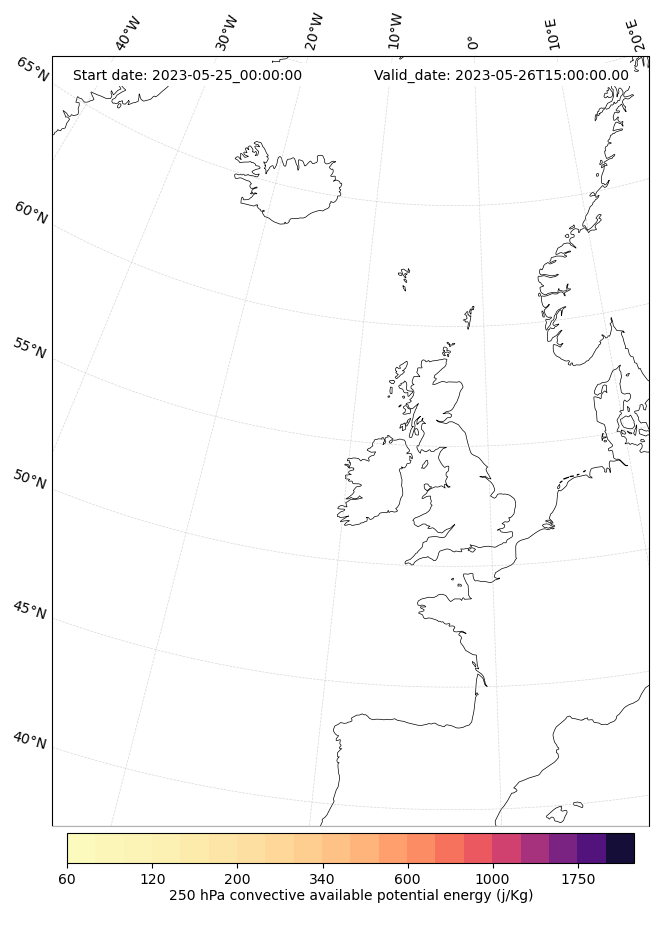 40°W 30°W 20°W 10°W 0° 10°E 20°E
65°N
Start date: 2023-05-25_00:00:00 Valid_date: 2023-05-26T15:00:00.00
60°N
55°N
50°N
45°N
40°N
60 120 200 340 600 1000 1750
250 hPa convective available potential energy (j/Kg)